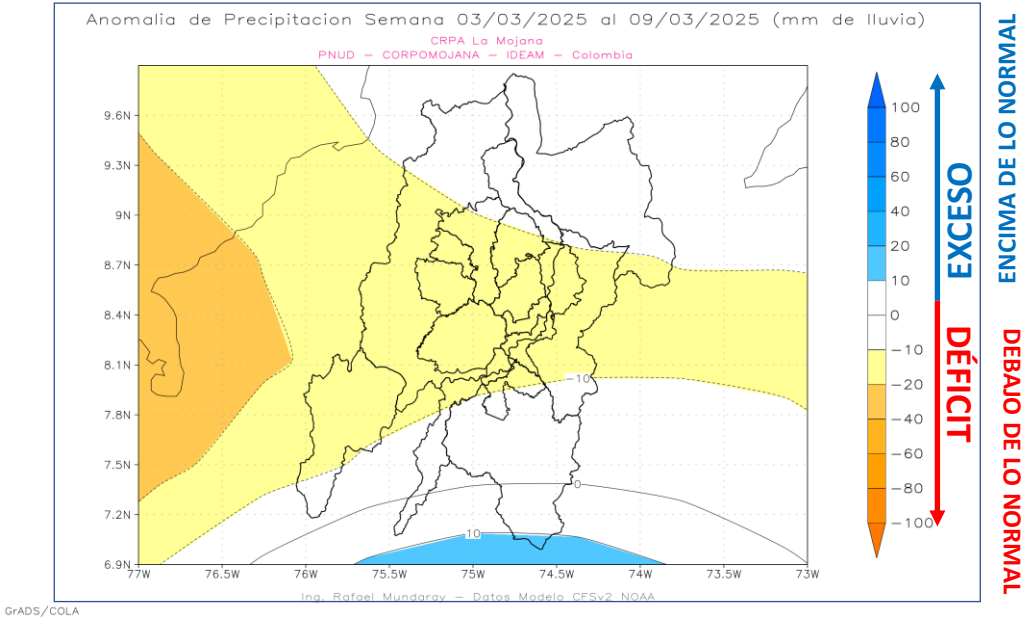 Anomalia de Precipitacion Semana 03/03/2025 al 09/03/2025 (mm de lluvia)
CRPA La Mojana
PNUD – CORPOMOJANA – IDEAM – Colombia
9.6N
9.3N
9N
8.7N
8.4N
8.1N
7.8N
7.5N
7.2N
6.9N
77W
76.5W
76W
75.5W
75W
74.5W
74W
73.5W
73W
−10
0
10
Ing. Rafael Mundaray – Datos Modelo CFSv2 NOAA
100
80
60
40
20
10
0
−10
−20
−40
−60
−80
−100
EXCESO
DÉFICIT
ENCIMA DE LO NORMAL
DEBAJO DE LO NORMAL
GrADS/COLA